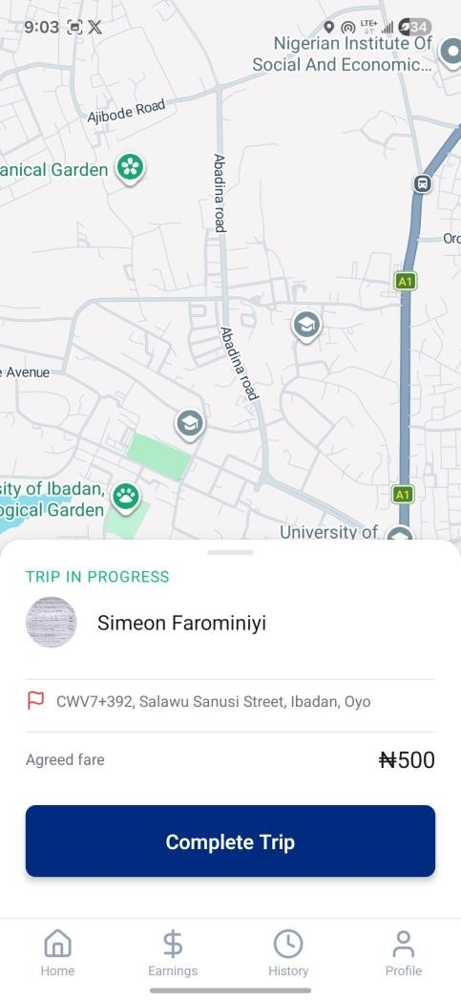 9:03
LTE+
34
Nigerian Institute Of
Social And Economic...
Ajibode Road
anical Garden
Abadina road
Oro
A1
Abadina road
e Avenue
sity of Ibadan,
ogical Garden
A1
University of
TRIP IN PROGRESS
Simeon Farominiyi
CWV7+392, Salawu Sanusi Street, Ibadan, Oyo
Agreed fare
₦500
Complete Trip
Home
Earnings
History
Profile